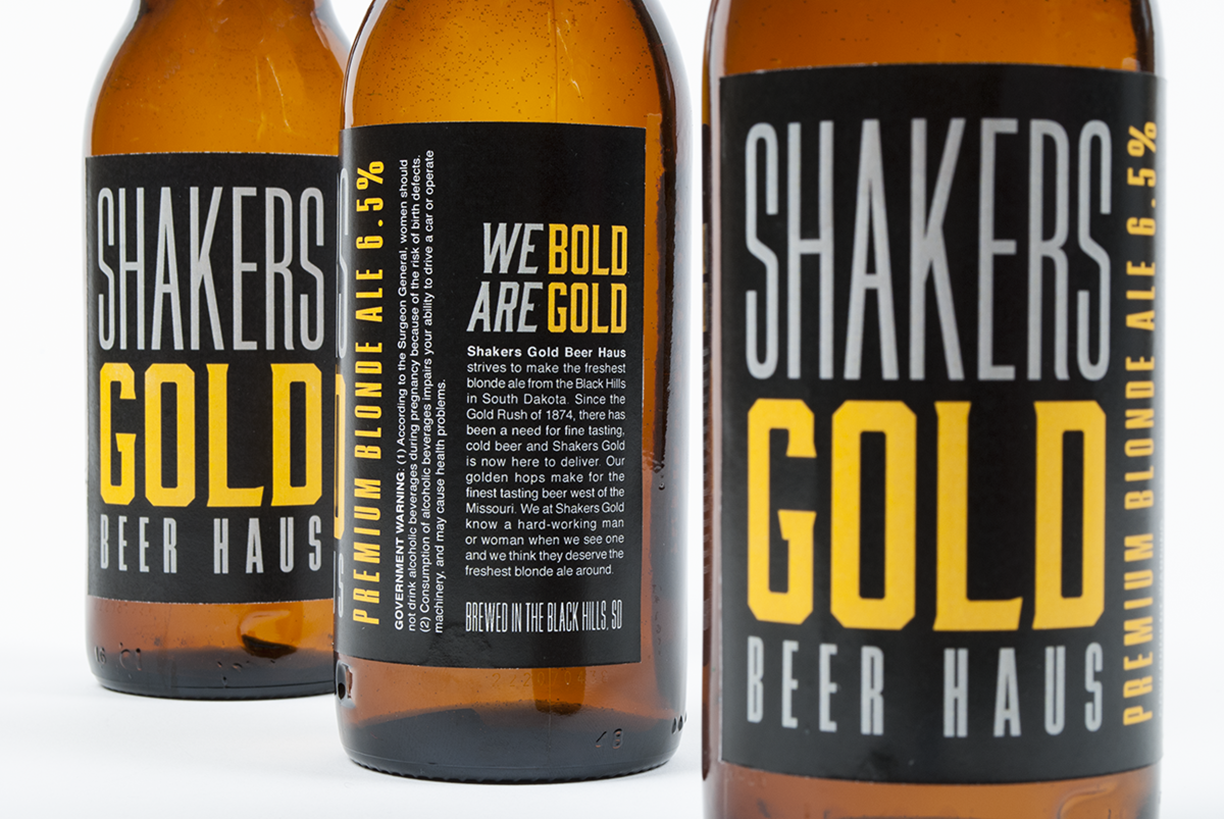 SHAKERS
GOLD
BEER HAUS
PREMIUM BLONDE ALE 6.5%
GOVERNMENT WARNING: (1) According to the Surgeon General, women should
not drink alcoholic beverages during pregnancy because of the risk of birth defects.
(2) Consumption of alcoholic beverages impairs your ability to drive a car or operate
machinery, and may cause health problems.
WE BOLD
ARE GOLD
Shakers Gold Beer Haus
strives to make the freshest
blonde ale from the Black Hills
in South Dakota. Since the
Gold Rush of 1874, there has
been a need for fine tasting,
cold beer and Shakers Gold
is now here to deliver. Our
golden hops make for the
finest tasting beer west of the
Missouri. We at Shakers Gold
know a hard-working man
or woman when we see one
and we think they deserve the
freshest blonde ale around.
BREWED IN THE BLACK HILLS, SD
SHAKERS
GOLD
BEER HAUS
PREMIUM BLONDE ALE 6.5%